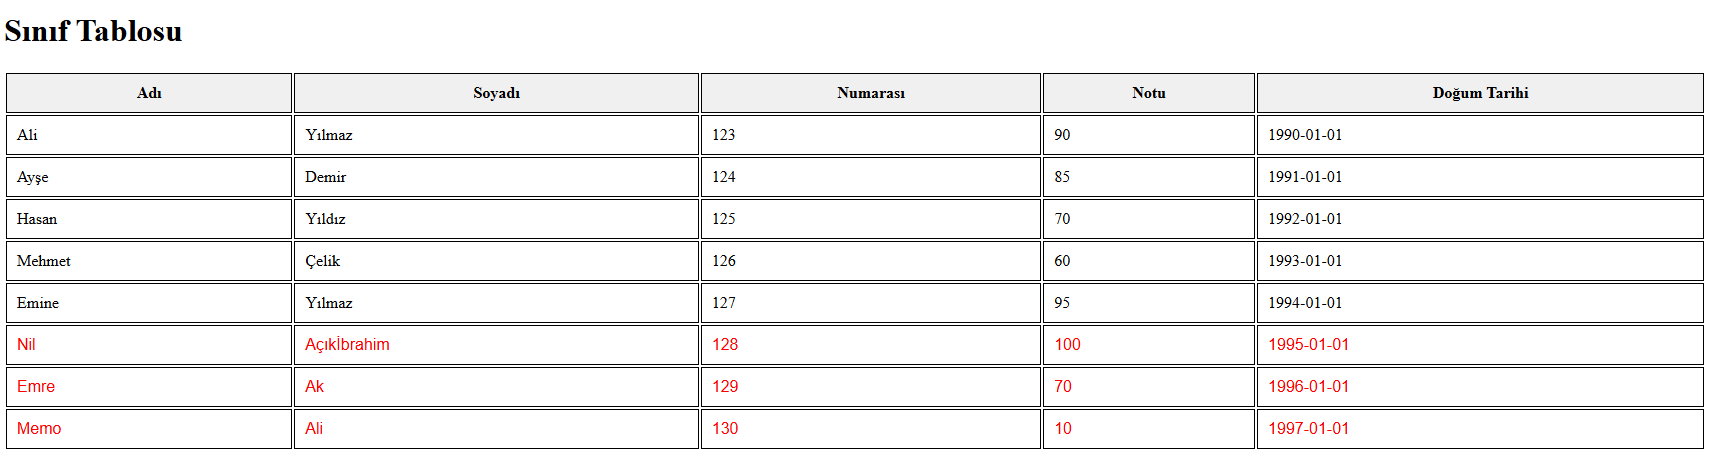 Sınıf Tablosu
Adı Soyadı Numarası Notu Doğum Tarihi
Ali Yılmaz 123 90 1990-01-01
Ayşe Demir 124 85 1991-01-01
Hasan Yıldız 125 70 1992-01-01
Mehmet Çelik 126 60 1993-01-01
Emine Yılmaz 127 95 1994-01-01
Nil Açıkİbrahim 128 100 1995-01-01
Emre Ak 129 70 1996-01-01
Memo Ali 130 10 1997-01-01